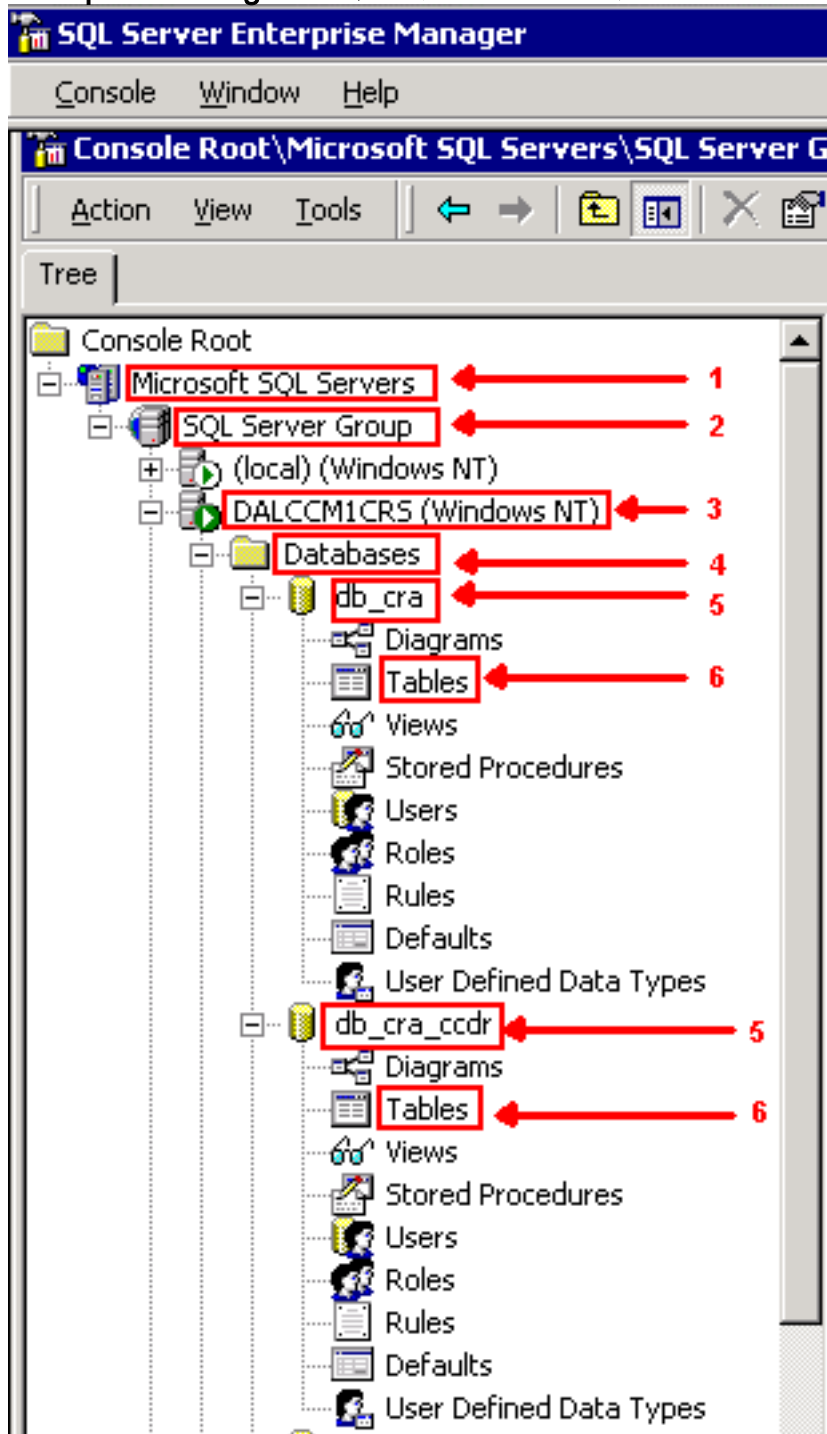 SQL Server Enterprise Manager
Console Window Help
Console Root\Microsoft SQL Servers\SQL Server G
Action View Tools
Tree
Console Root
Microsoft SQL Servers 1
SQL Server Group 2
(local) (Windows NT)
DALCCM1CRS (Windows NT) 3
Databases 4
db_cra 5
Diagrams
Tables 6
Views
Stored Procedures
Users
Roles
Rules
Defaults
User Defined Data Types
db_cra_ccdr 5
Diagrams
Tables 6
Views
Stored Procedures
Users
Roles
Rules
Defaults
User Defined Data Types